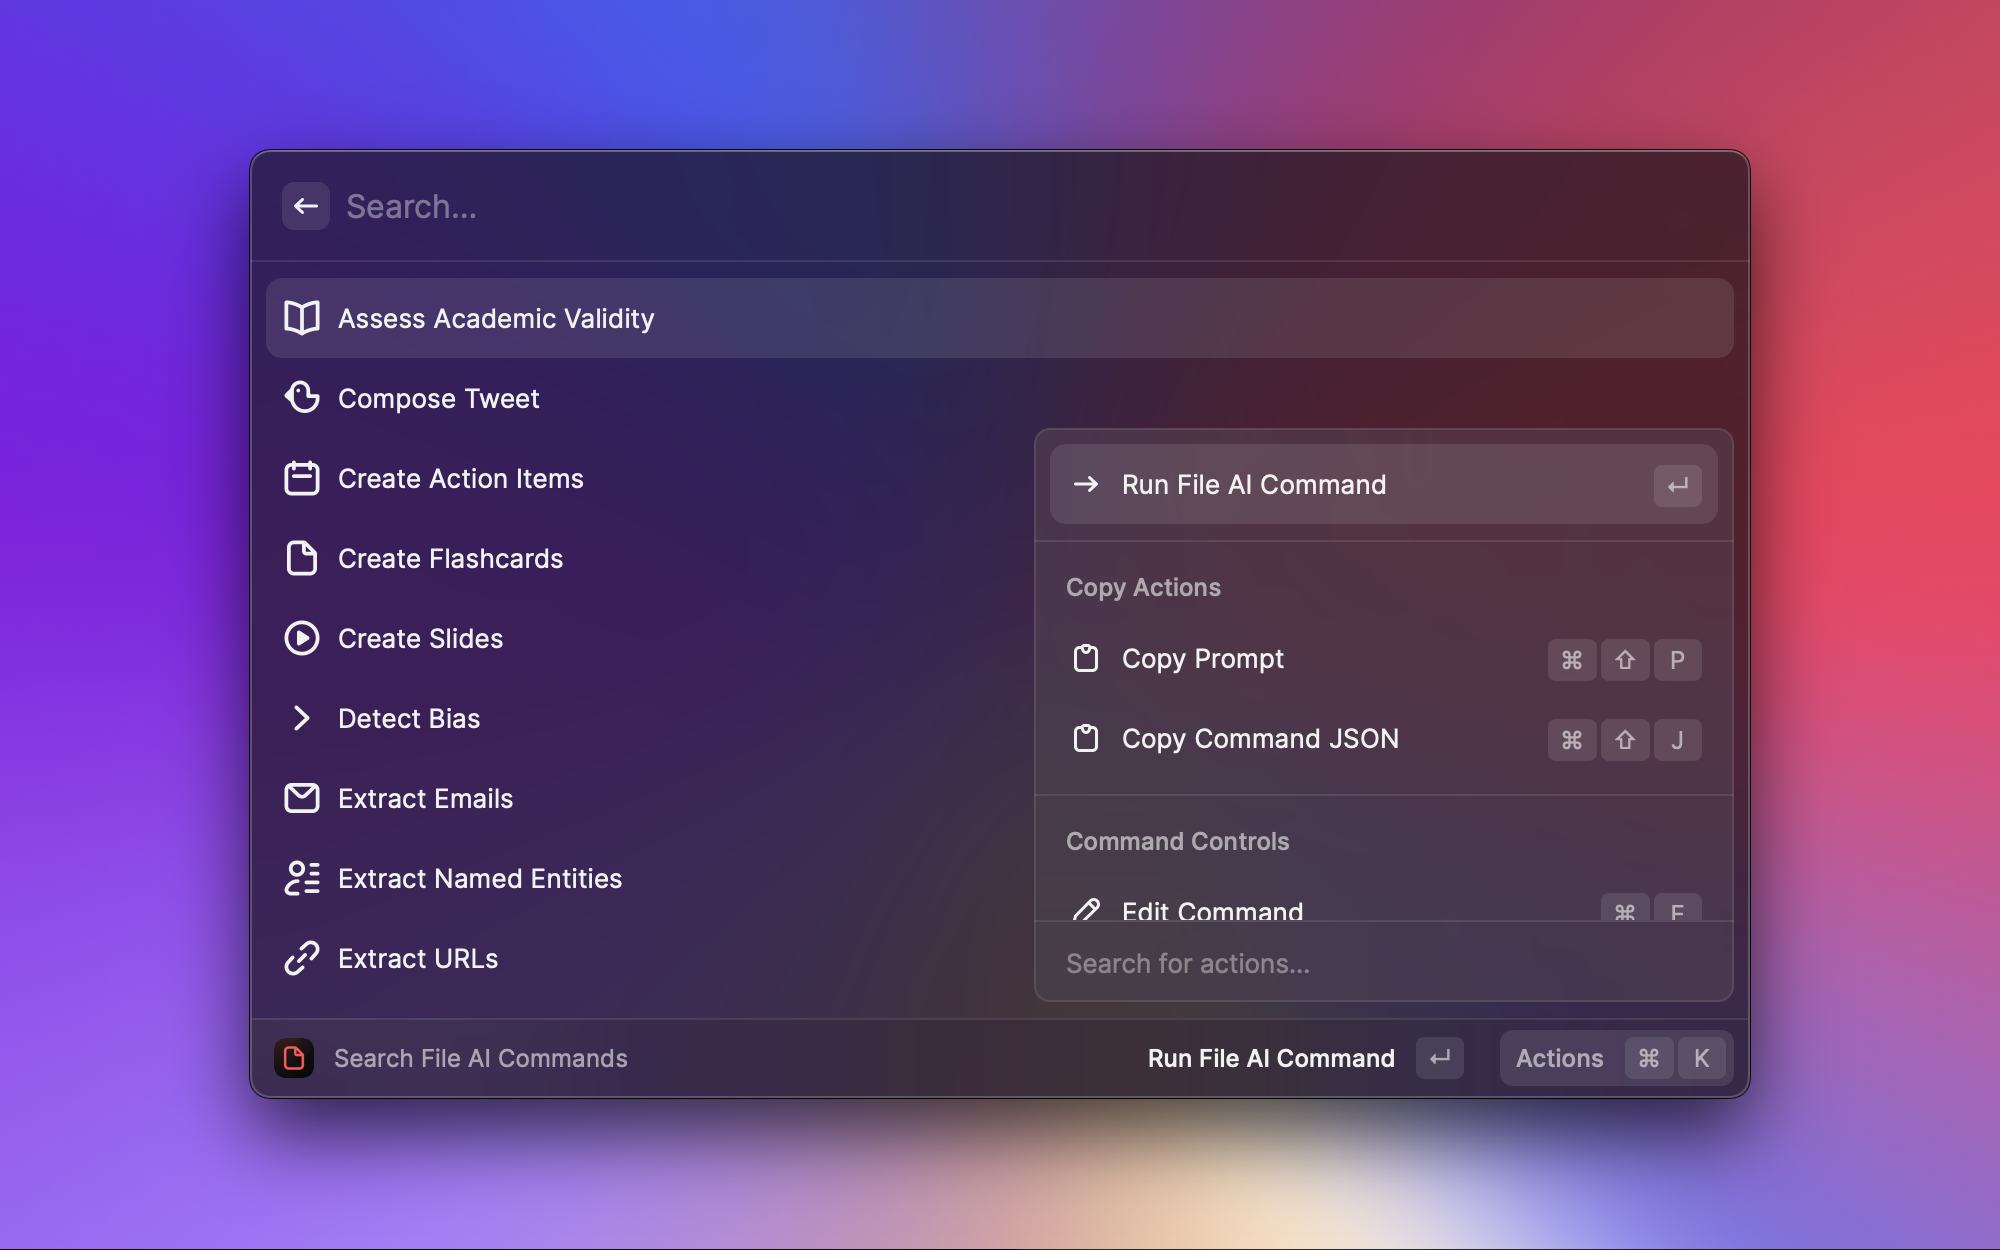 Search...
Assess Academic Validity
Compose Tweet
Create Action Items
Create Flashcards
Create Slides
Detect Bias
Extract Emails
Extract Named Entities
Extract URLs
Run File AI Command ↵
Copy Actions
Copy Prompt ⌘ ⇧ P
Copy Command JSON ⌘ ⇧ J
Command Controls
Edit Command ⌘
Search for actions...
Search File AI Commands
Run File AI Command ↵
Actions ⌘ K